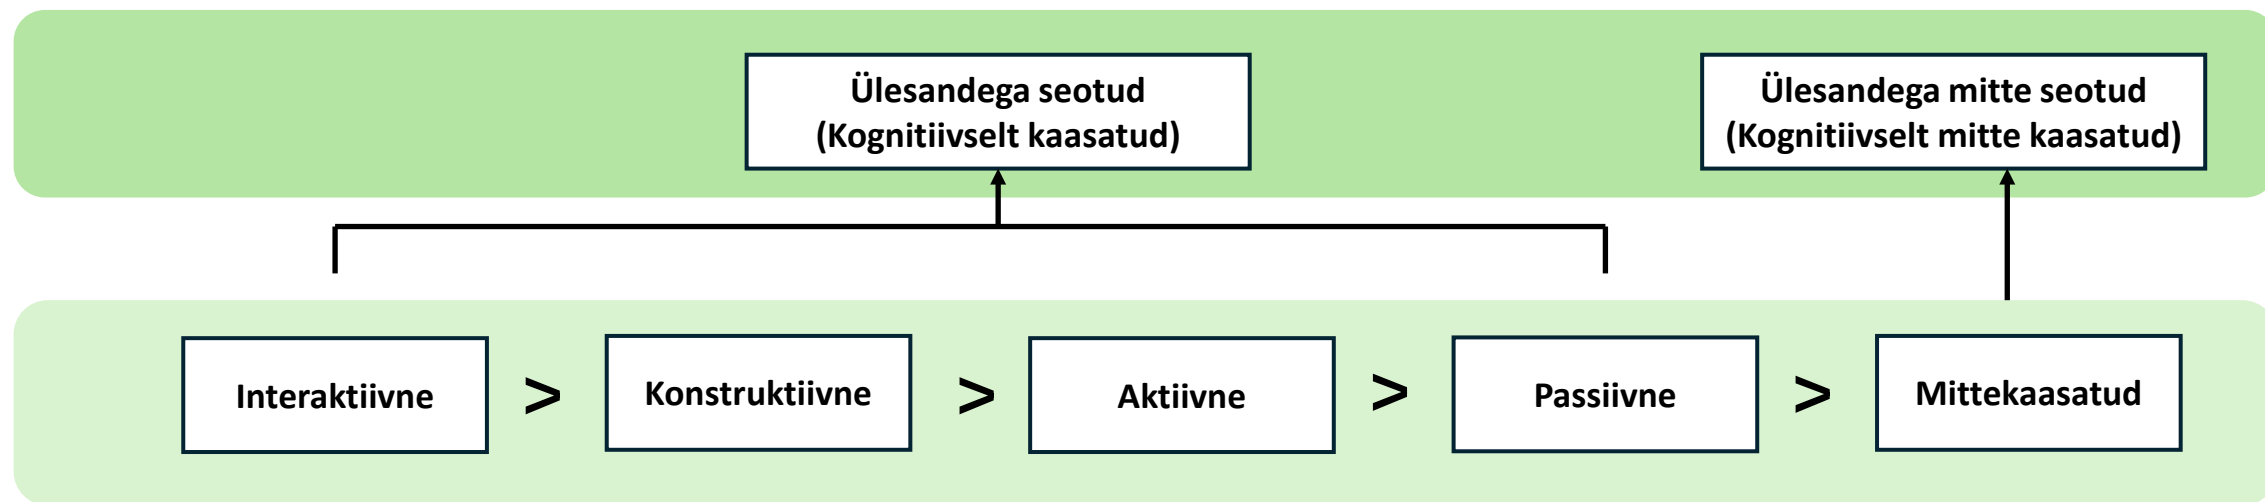 Ülesandega seotud
(Kognitiivselt kaasatud)
Ülesandega mitte seotud
(Kognitiivselt mitte kaasatud)
Interaktiivne > Konstruktiivne > Aktiivne > Passiivne > Mittekaasatud